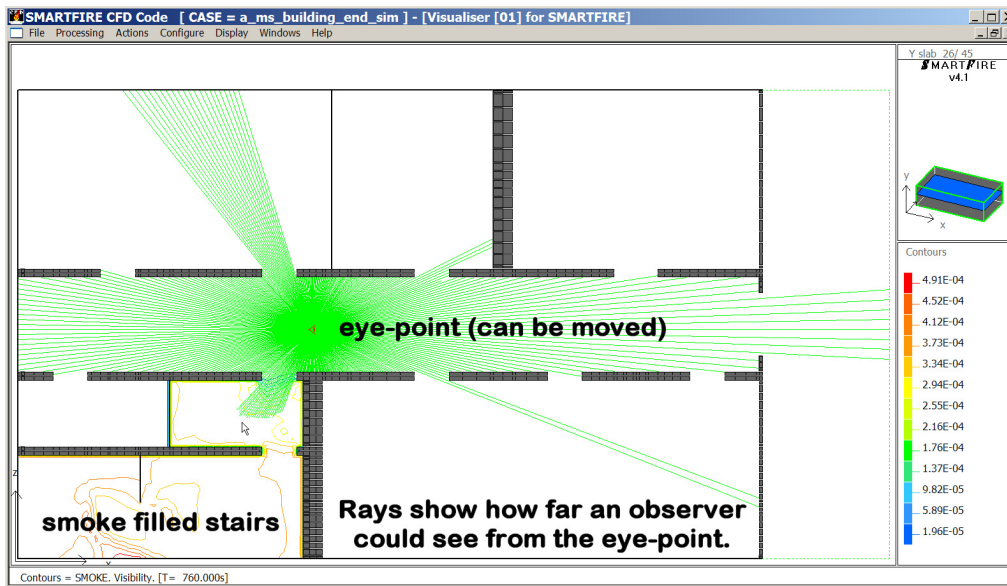 SMARTFIRE CFD Code [ CASE = a_ms_building_end_sim ] - [Visualiser [01] for SMARTFIRE]
File Processing Actions Configure Display Windows Help
Y slab 26/ 45
SMARTFIRE
v4.1
y
x
Contours
4.91E-04
4.52E-04
4.12E-04
3.73E-04
3.34E-04
2.94E-04
2.55E-04
2.16E-04
1.76E-04
1.37E-04
9.82E-05
5.89E-05
1.96E-05
eye-point (can be moved)
z
smoke filled stairs
Rays show how far an observer
could see from the eye-point.
x
Contours = SMOKE. Visibility. [T= 760.000s]